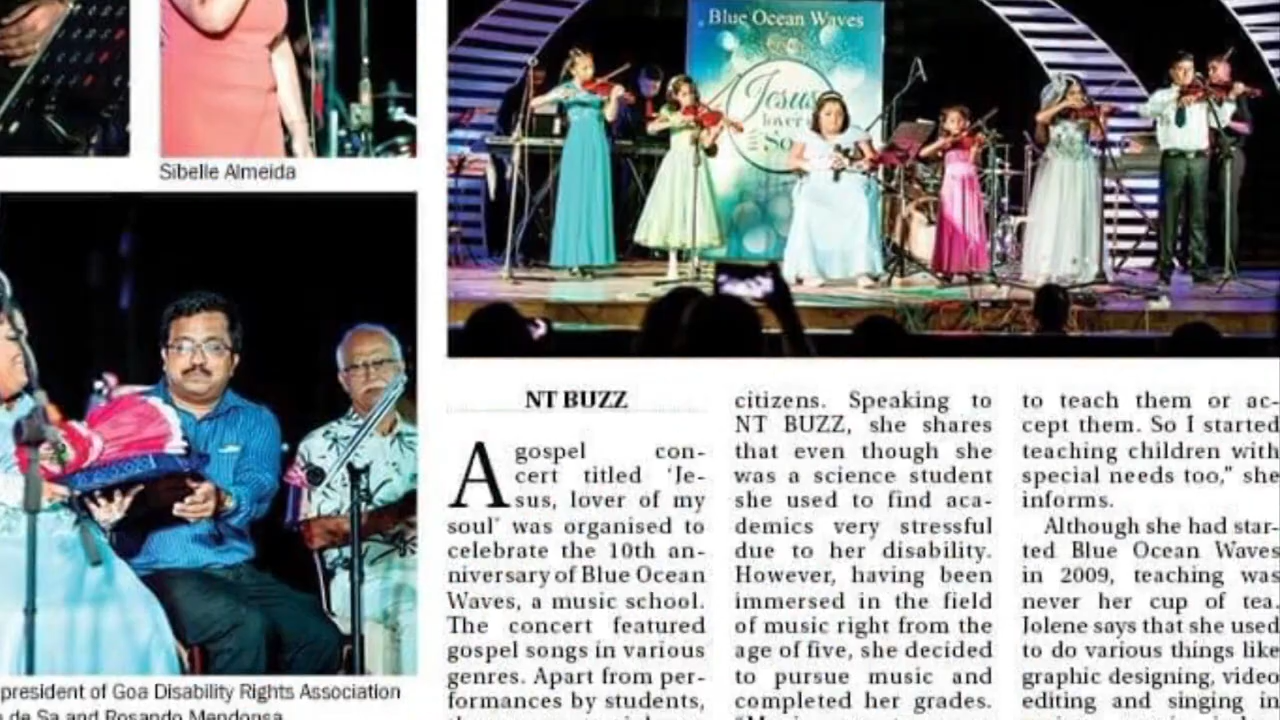 Blue Ocean Waves
Jesus
lover
So
Sibelle Almeida
president of Goa Disability Rights Association
de Sa and Rosando Mendonsa
NT BUZZ
A gospel con-
cert titled 'Je-
sus, lover of my
soul' was organised to
celebrate the 10th an-
niversary of Blue Ocean
Waves, a music school.
The concert featured
gospel songs in various
genres. Apart from per-
formances by students,
citizens. Speaking to
NT BUZZ, she shares
that even though she
was a science student
she used to find aca-
demics very stressful
due to her disability.
However, having been
immersed in the field
of music right from the
age of five, she decided
to pursue music and
completed her grades.
to teach them or ac-
cept them. So I started
teaching children with
special needs too," she
informs.
Although she had star-
ted Blue Ocean Waves
in 2009, teaching was
never her cup of tea.
Jolene says that she used
to do various things like
graphic designing, video
editing and singing in